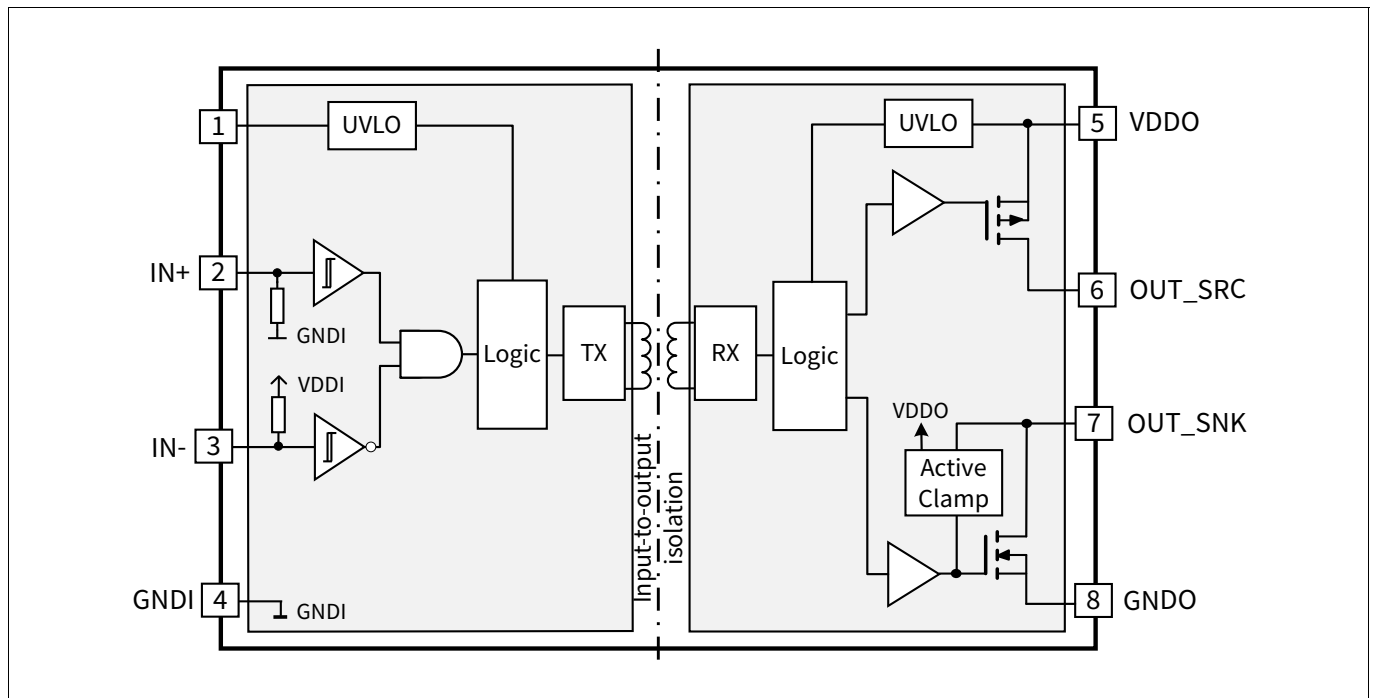 1
UVLO
UVLO
5
VDDO
IN+
2
GNDI
6
OUT_SRC
Logic
TX
RX
Logic
VDDI
VDDO
7
OUT_SNK
IN-
3
Active
Clamp
Input-to-output
isolation
GNDI
4
GNDI
8
GNDO